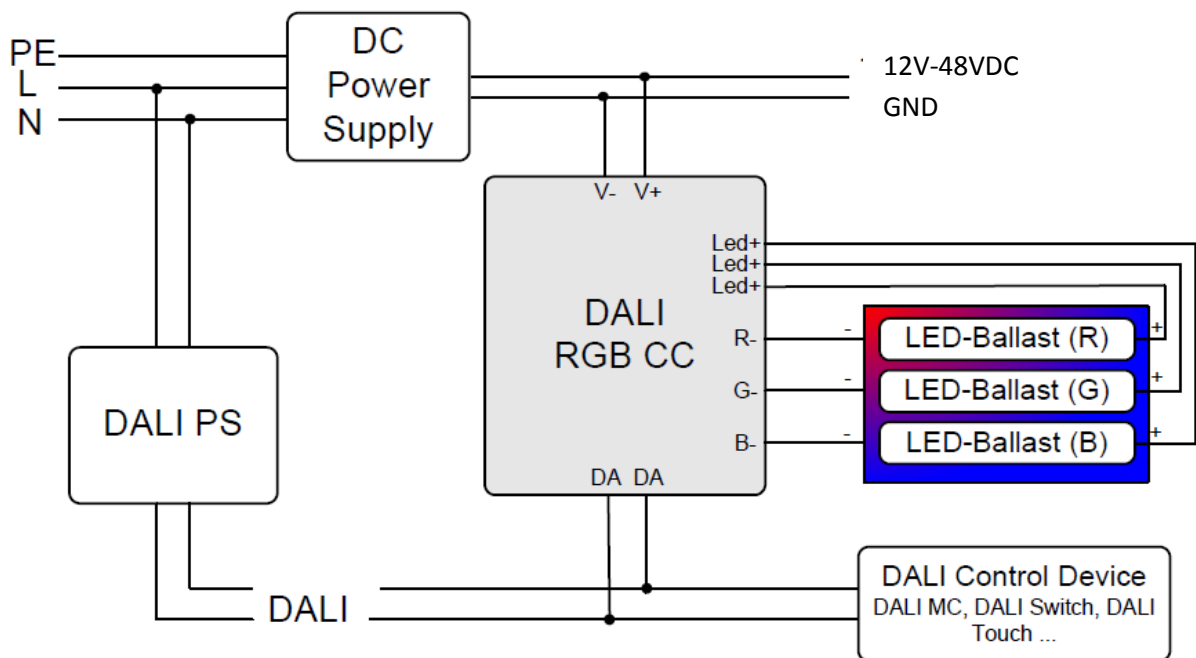 PE
L
N
DC
Power
Supply
12V-48VDC
GND
V- V+
Led+
Led+
Led+
DALI
RGB CC
R-
G-
B-
- LED-Ballast (R) +
- LED-Ballast (G) +
- LED-Ballast (B) +
DALI PS
DA DA
DALI
DALI Control Device
DALI MC, DALI Switch, DALI
Touch ...